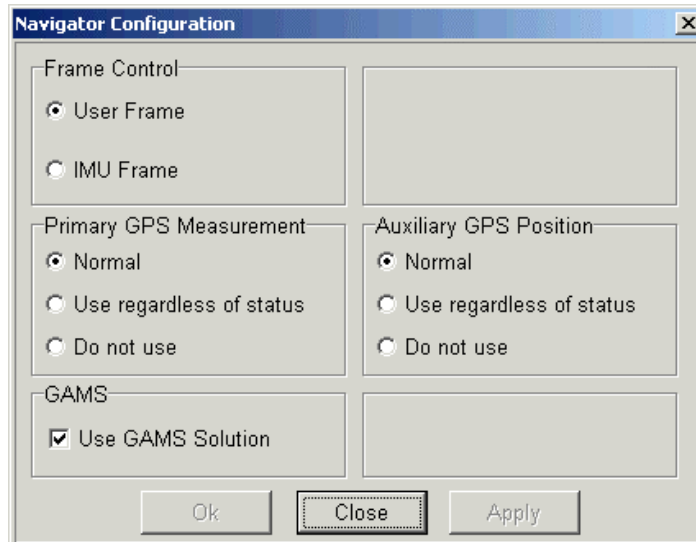 Navigator Configuration
Frame Control
User Frame
IMU Frame
Primary GPS Measurement
Normal
Use regardless of status
Do not use
Auxiliary GPS Position
Normal
Use regardless of status
Do not use
GAMS
Use GAMS Solution
Ok
Close
Apply